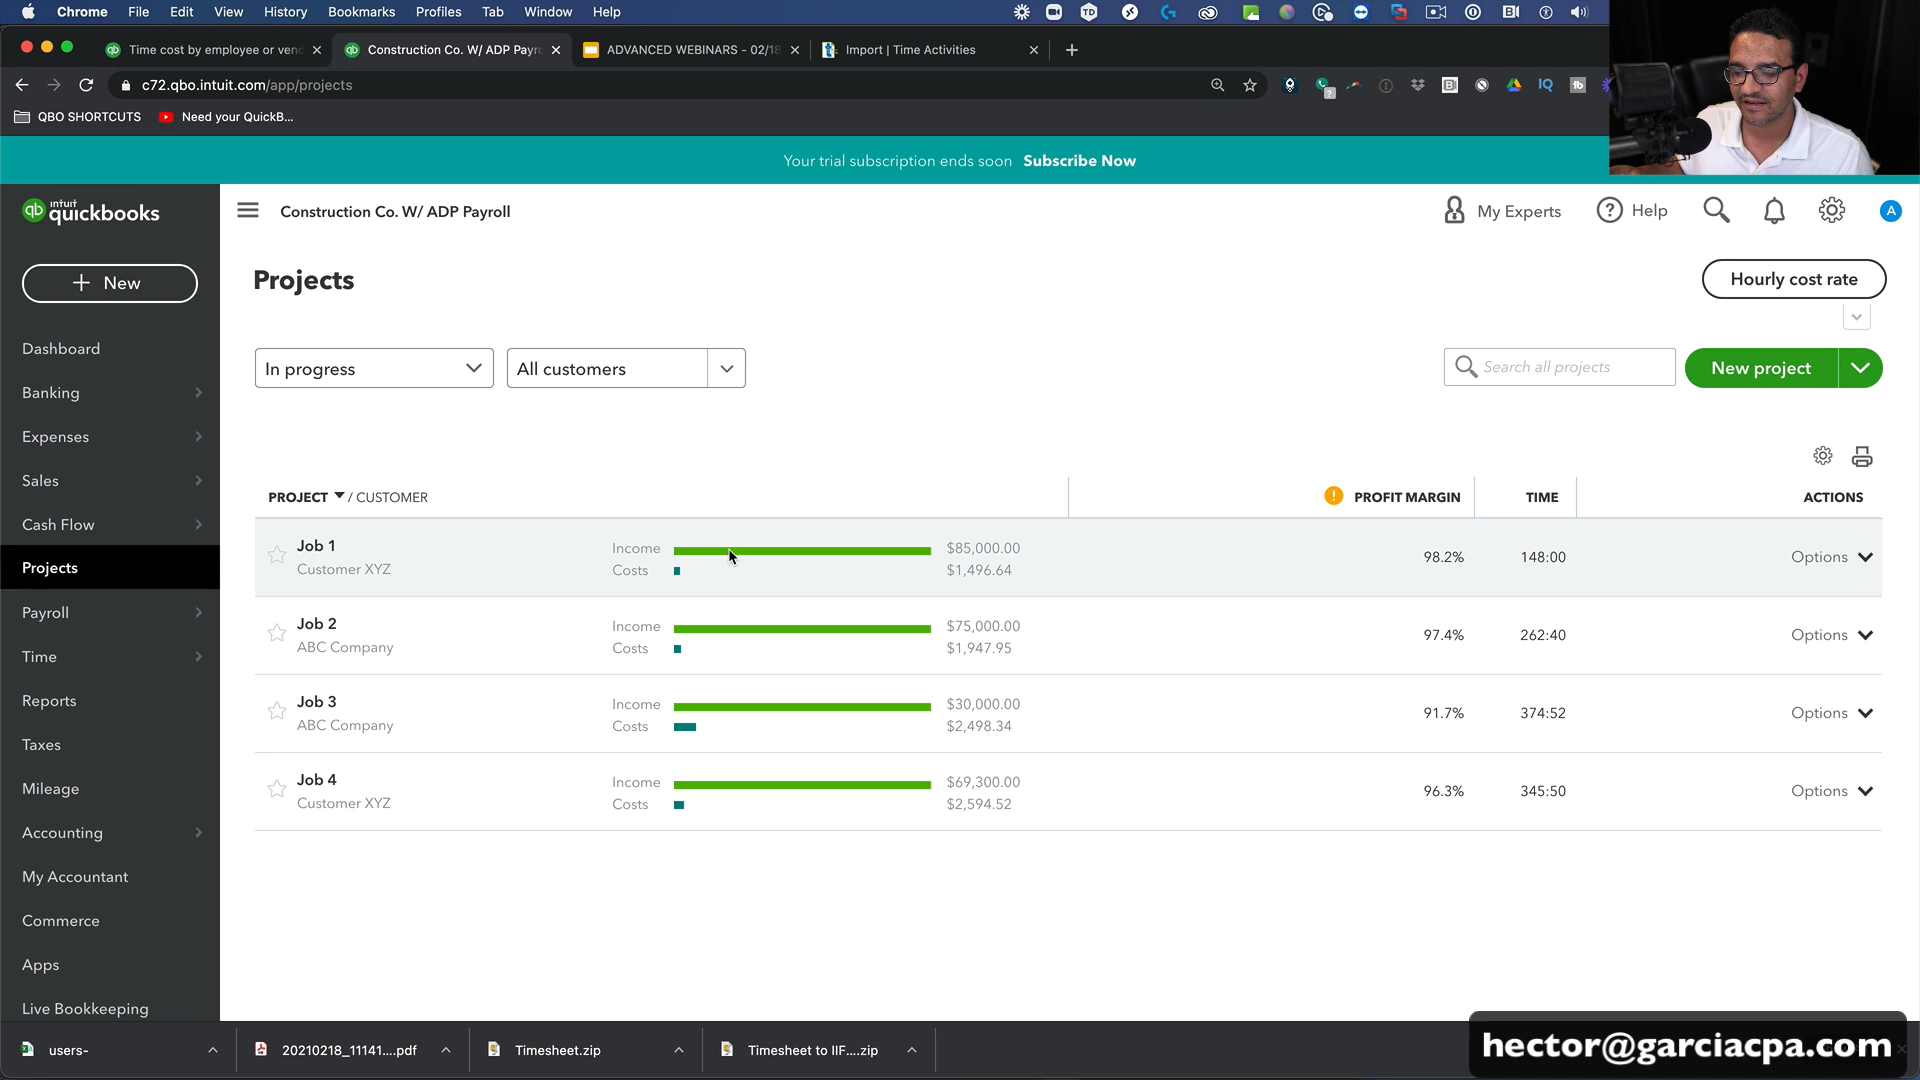 Chrome File Edit View History Bookmarks Profiles Tab Window Help
Time cost by employee or ven
Construction Co. W/ ADP Payr
ADVANCED WEBINARS - 02/18
Import | Time Activities
c72.qbo.intuit.com/app/projects
QBO SHORTCUTS Need your QuickB...
Your trial subscription ends soon Subscribe Now
intuit quickbooks
Construction Co. W/ ADP Payroll
My Experts Help A
+ New
Projects
Hourly cost rate
Dashboard
Banking
Expenses
Sales
Cash Flow
Projects
Payroll
Time
Reports
Taxes
Mileage
Accounting
My Accountant
Commerce
Apps
Live Bookkeeping
In progress All customers Search all projects New project
PROJECT / CUSTOMER PROFIT MARGIN TIME ACTIONS
Job 1
Customer XYZ
Income $85,000.00
Costs $1,496.64
98.2% 148:00 Options
Job 2
ABC Company
Income $75,000.00
Costs $1,947.95
97.4% 262:40 Options
Job 3
ABC Company
Income $30,000.00
Costs $2,498.34
91.7% 374:52 Options
Job 4
Customer XYZ
Income $69,300.00
Costs $2,594.52
96.3% 345:50 Options
users- 20210218_11141....pdf Timesheet.zip Timesheet to IIF....zip
hector@garciacpa.com